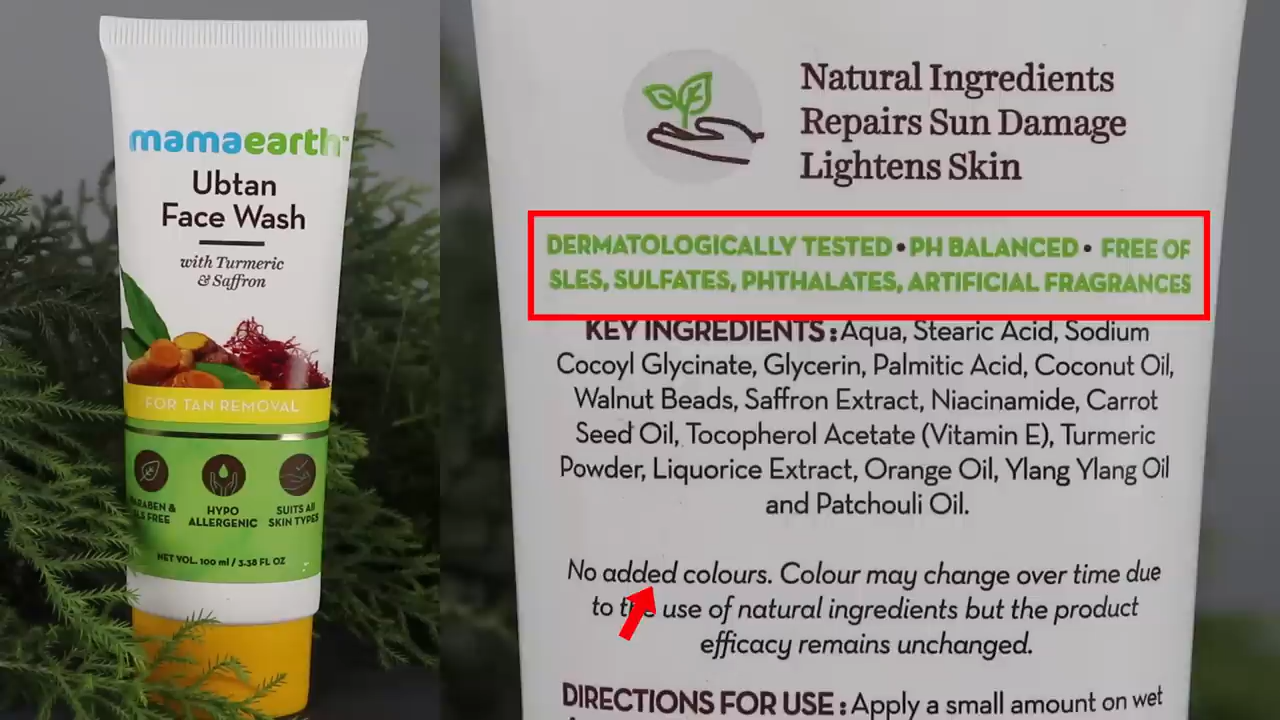 mamaearth™
Ubtan
Face Wash
with Turmeric
& Saffron
FOR TAN REMOVAL
&
FREE
HYPO
ALLERGENIC
SUITS All
SKIN TYPES
NET VOL. 100 ml / 3.38 FL OZ
Natural Ingredients
Repairs Sun Damage
Lightens Skin
DERMATOLOGICALLY TESTED • PH BALANCED • FREE OF
SLES, SULFATES, PHTHALATES, ARTIFICIAL FRAGRANCES
KEY INGREDIENTS : Aqua, Stearic Acid, Sodium
Cocoyl Glycinate, Glycerin, Palmitic Acid, Coconut Oil,
Walnut Beads, Saffron Extract, Niacinamide, Carrot
Seed Oil, Tocopherol Acetate (Vitamin E), Turmeric
Powder, Liquorice Extract, Orange Oil, Ylang Ylang Oil
and Patchouli Oil.
No added colours. Colour may change over time due
to the use of natural ingredients but the product
efficacy remains unchanged.
DIRECTIONS FOR USE : Apply a small amount on wet